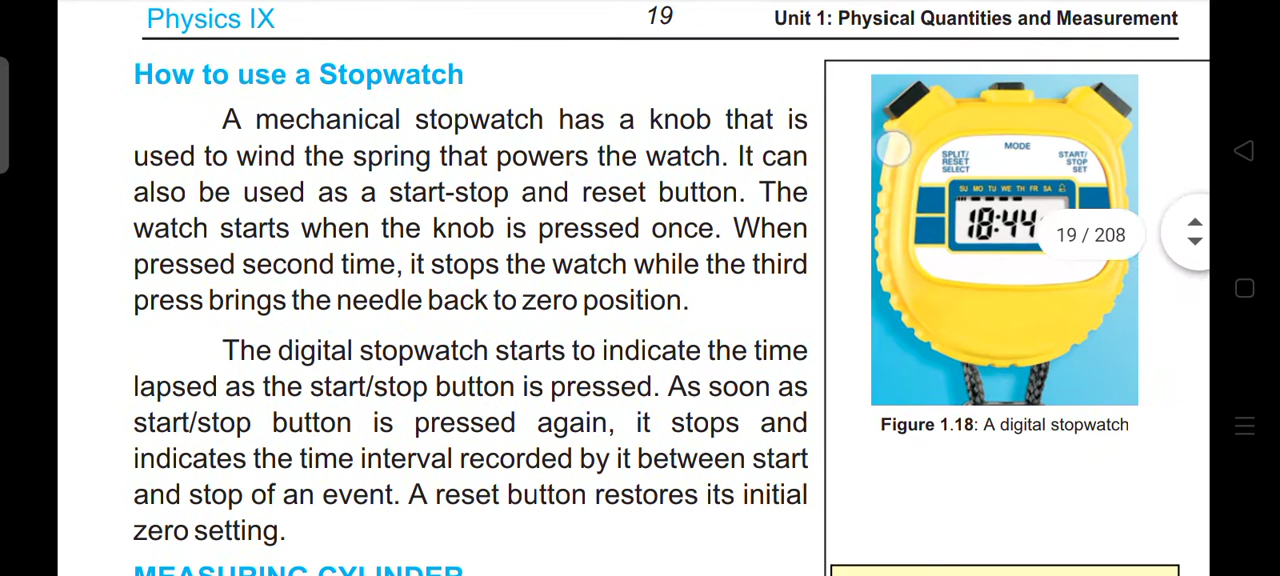 Physics IX
19
Unit 1: Physical Quantities and Measurement
How to use a Stopwatch
A mechanical stopwatch has a knob that is
used to wind the spring that powers the watch. It can
also be used as a start-stop and reset button. The
watch starts when the knob is pressed once. When
pressed second time, it stops the watch while the third
press brings the needle back to zero position.
The digital stopwatch starts to indicate the time
lapsed as the start/stop button is pressed. As soon as
start/stop button is pressed again, it stops and
indicates the time interval recorded by it between start
and stop of an event. A reset button restores its initial
zero setting.
MEASURING CYLINDER
MODE
SPLIT/
RESET
SELECT
START/
STOP
SET
SU MO TU WE TH FR SA
18:44
19 / 208
Figure 1.18: A digital stopwatch